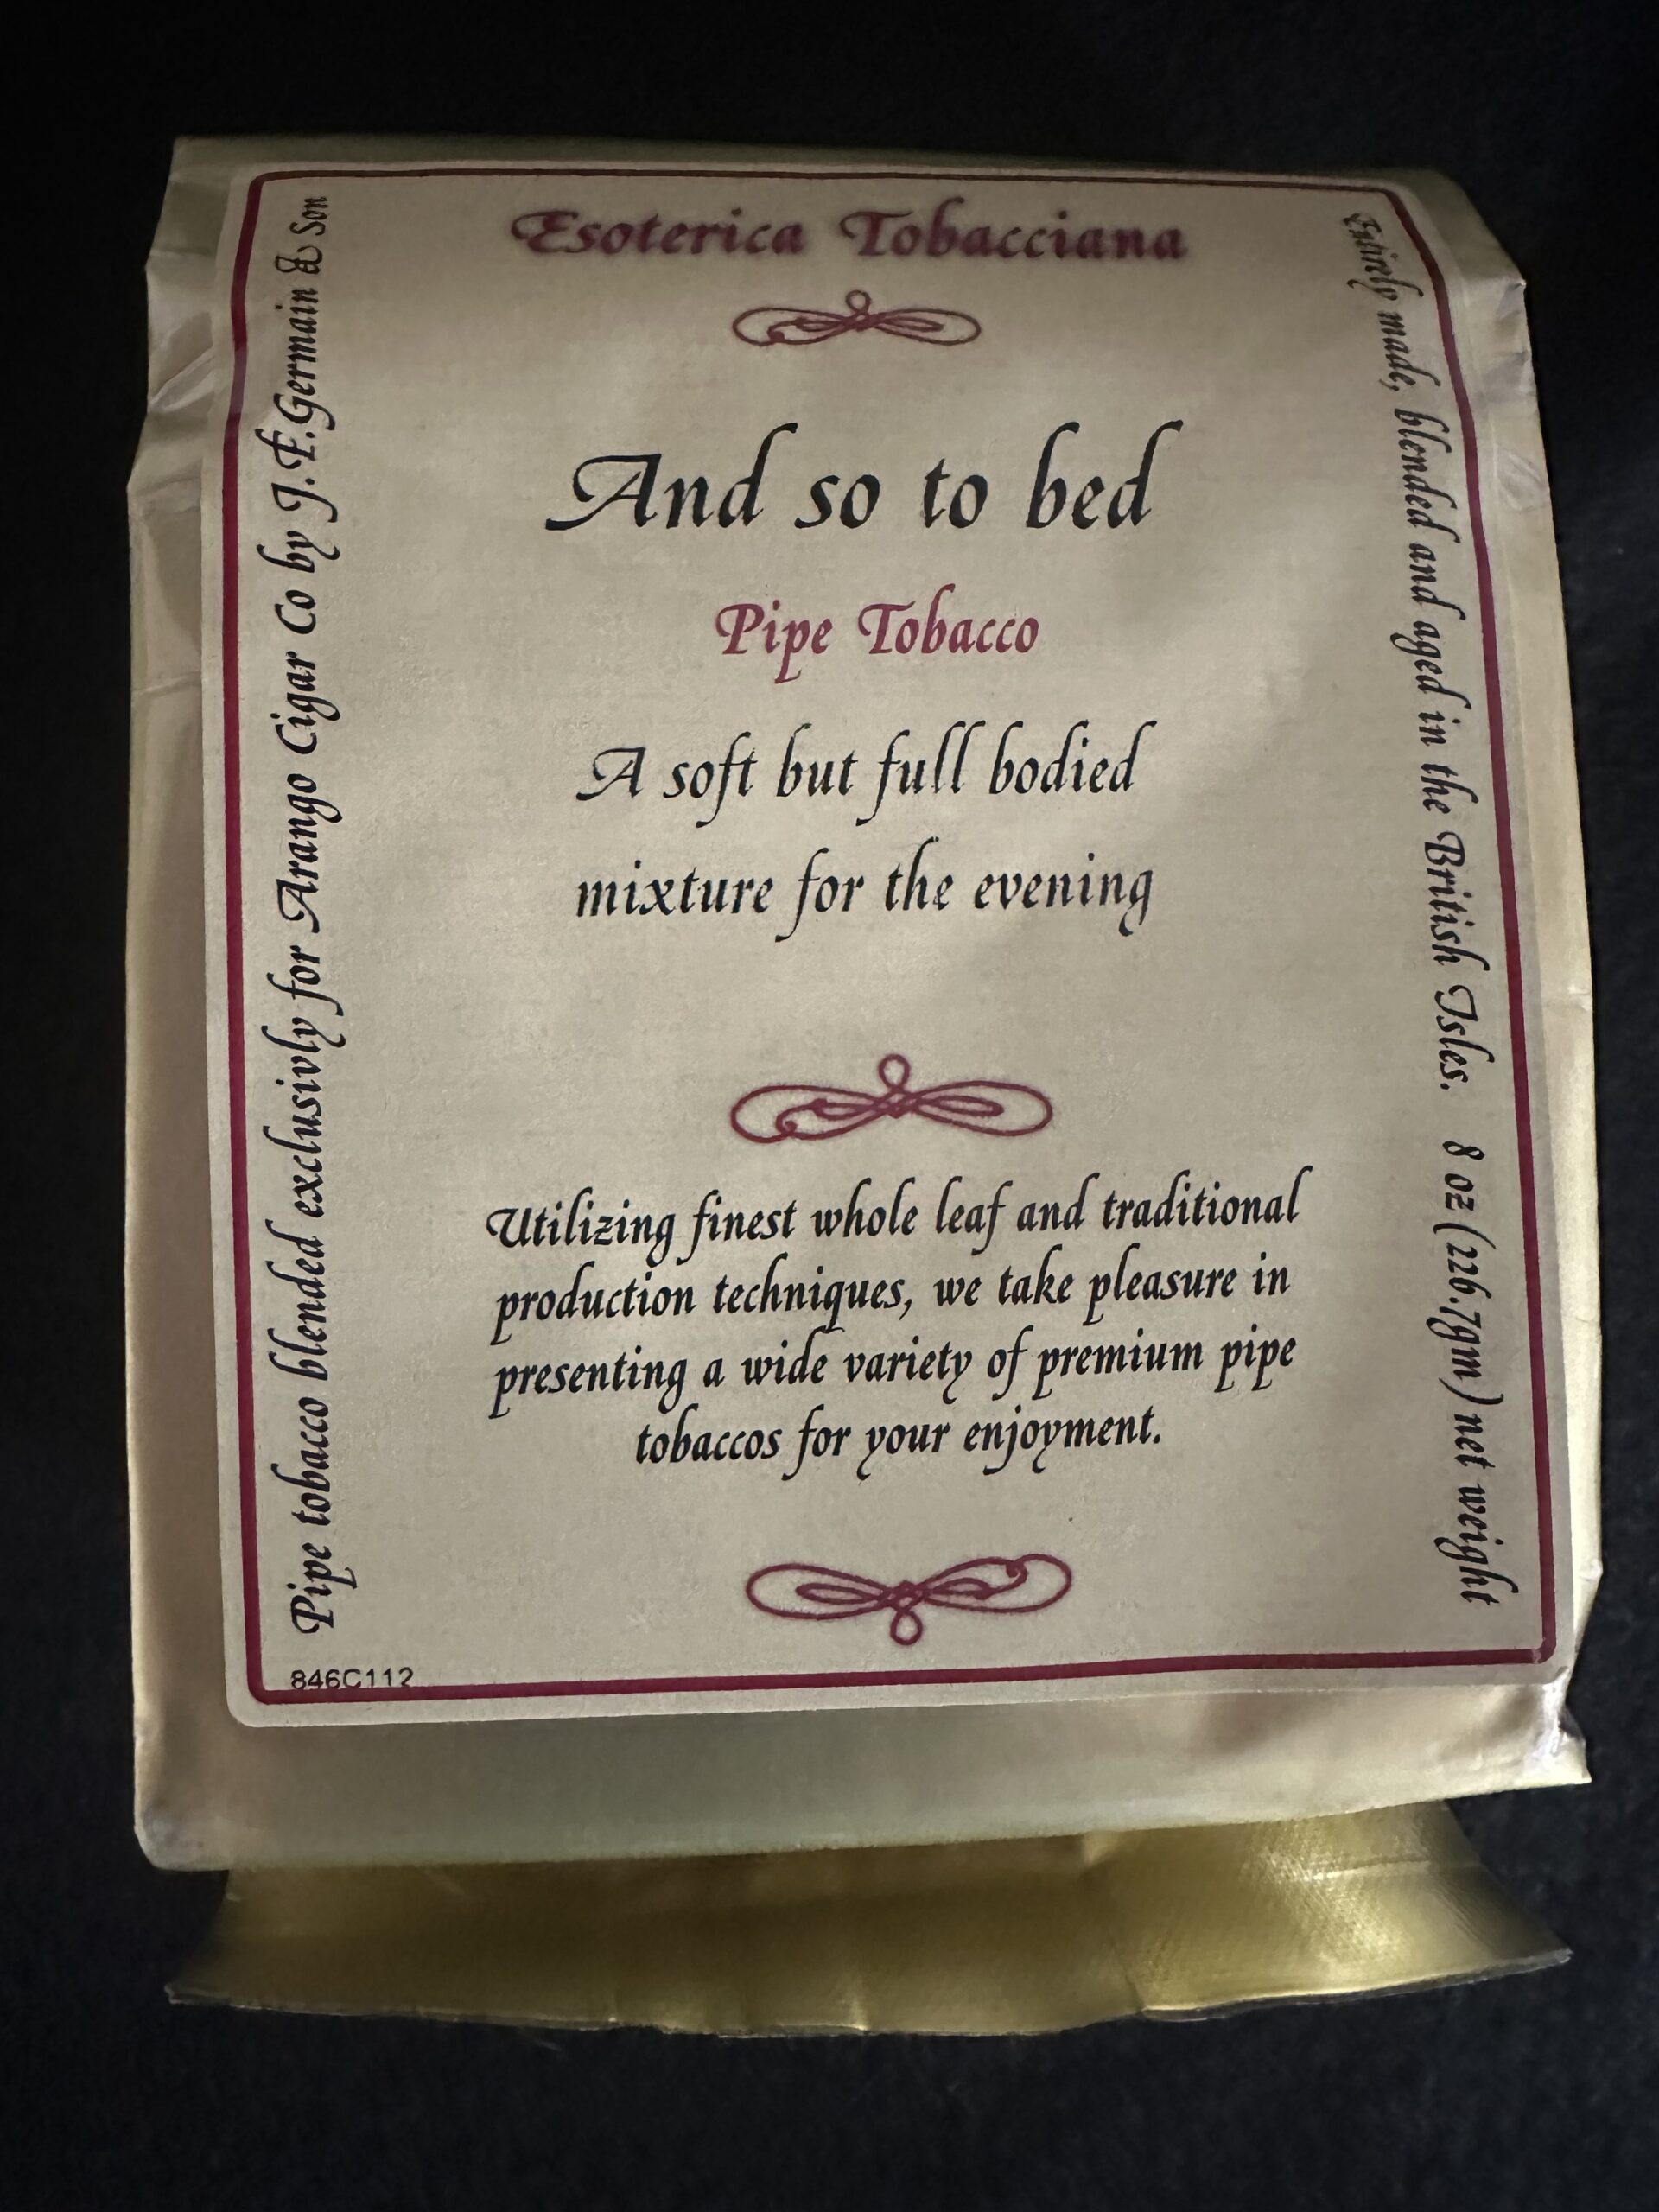 Esoterica Tobacciana
And so to bed
Pipe Tobacco
A soft but full bodied
mixture for the evening
Utilizing finest whole leaf and traditional
production techniques, we take pleasure in
presenting a wide variety of premium pipe
tobaccos for your enjoyment.
Pipe tobacco blended exclusivly for Arango Cigar Co by J.F.Germain & Son
Entirely made, blended and aged in the British Isles. 8 oz (226.7gm) net weight
846C112